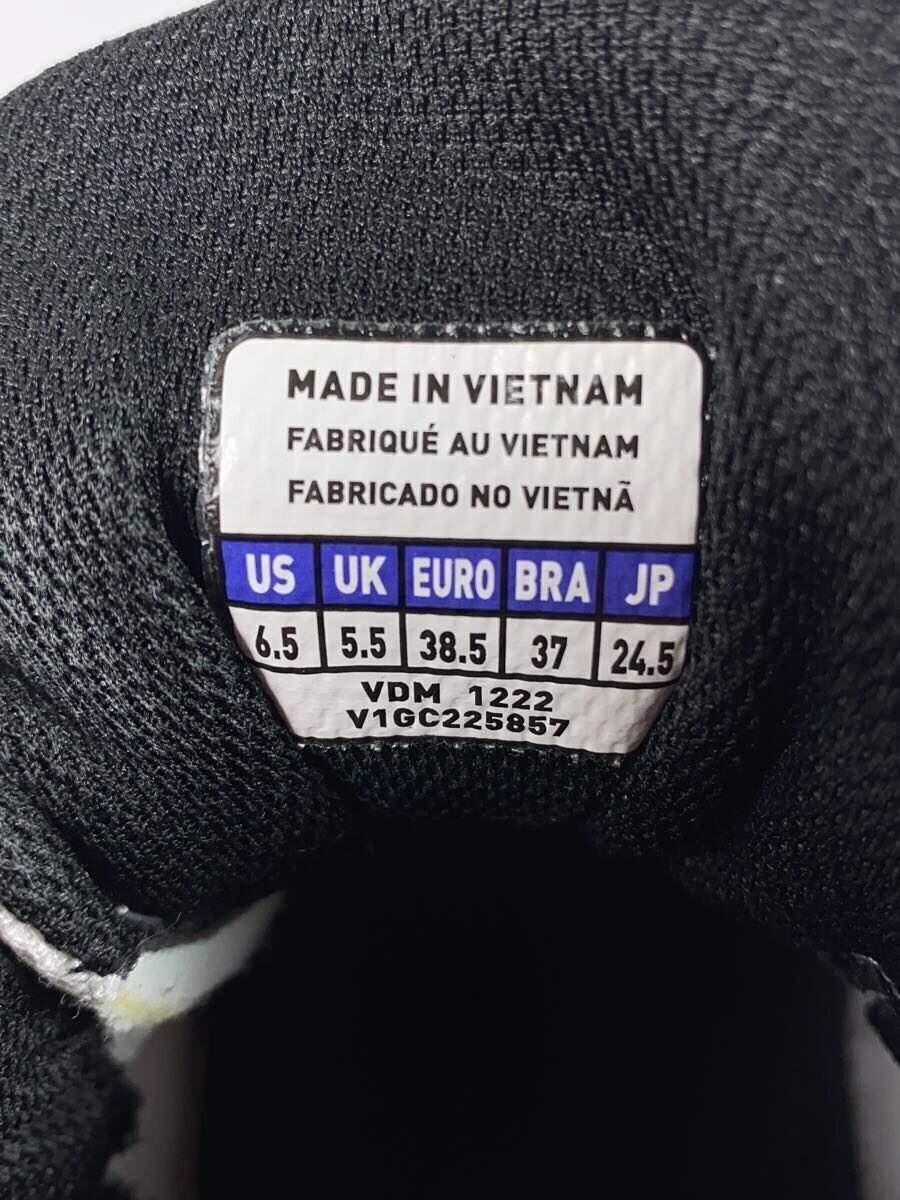 MADE IN VIETNAM
FABRIQUÉ AU VIETNAM
FABRICADO NO VIETNÃ
US UK EURO BRA JP
6.5 5.5 38.5 37 24.5
VDM 1222
V1GC225857